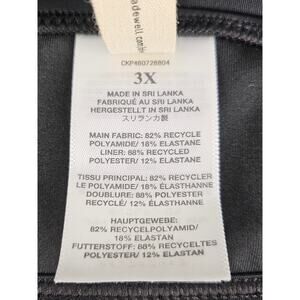 adewell.com/
CKP460728804
3X
MADE IN SRI LANKA
FABRIQUÉ AU SRI LANKA
HERGESTELLT IN SRI LANKA
スリランカ製
MAIN FABRIC: 82% RECYCLE
POLYAMIDE/ 18% ELASTANE
LINER: 88% RECYCLED
POLYESTER/ 12% ELASTANE
TISSU PRINCIPAL: 82% RECYCLER
LE POLYAMIDE/ 18% ÉLASTHANNE
DOUBLURE: 88% POLYESTER
RECYCLÉ/ 12% ÉLASTHANNE
HAUPTGEWEBE:
82% RECYCELPOLYAMID/
18% ELASTAN
FUTTERSTOFF: 88% RECYCELTES
POLYESTER/ 12% ELASTAN